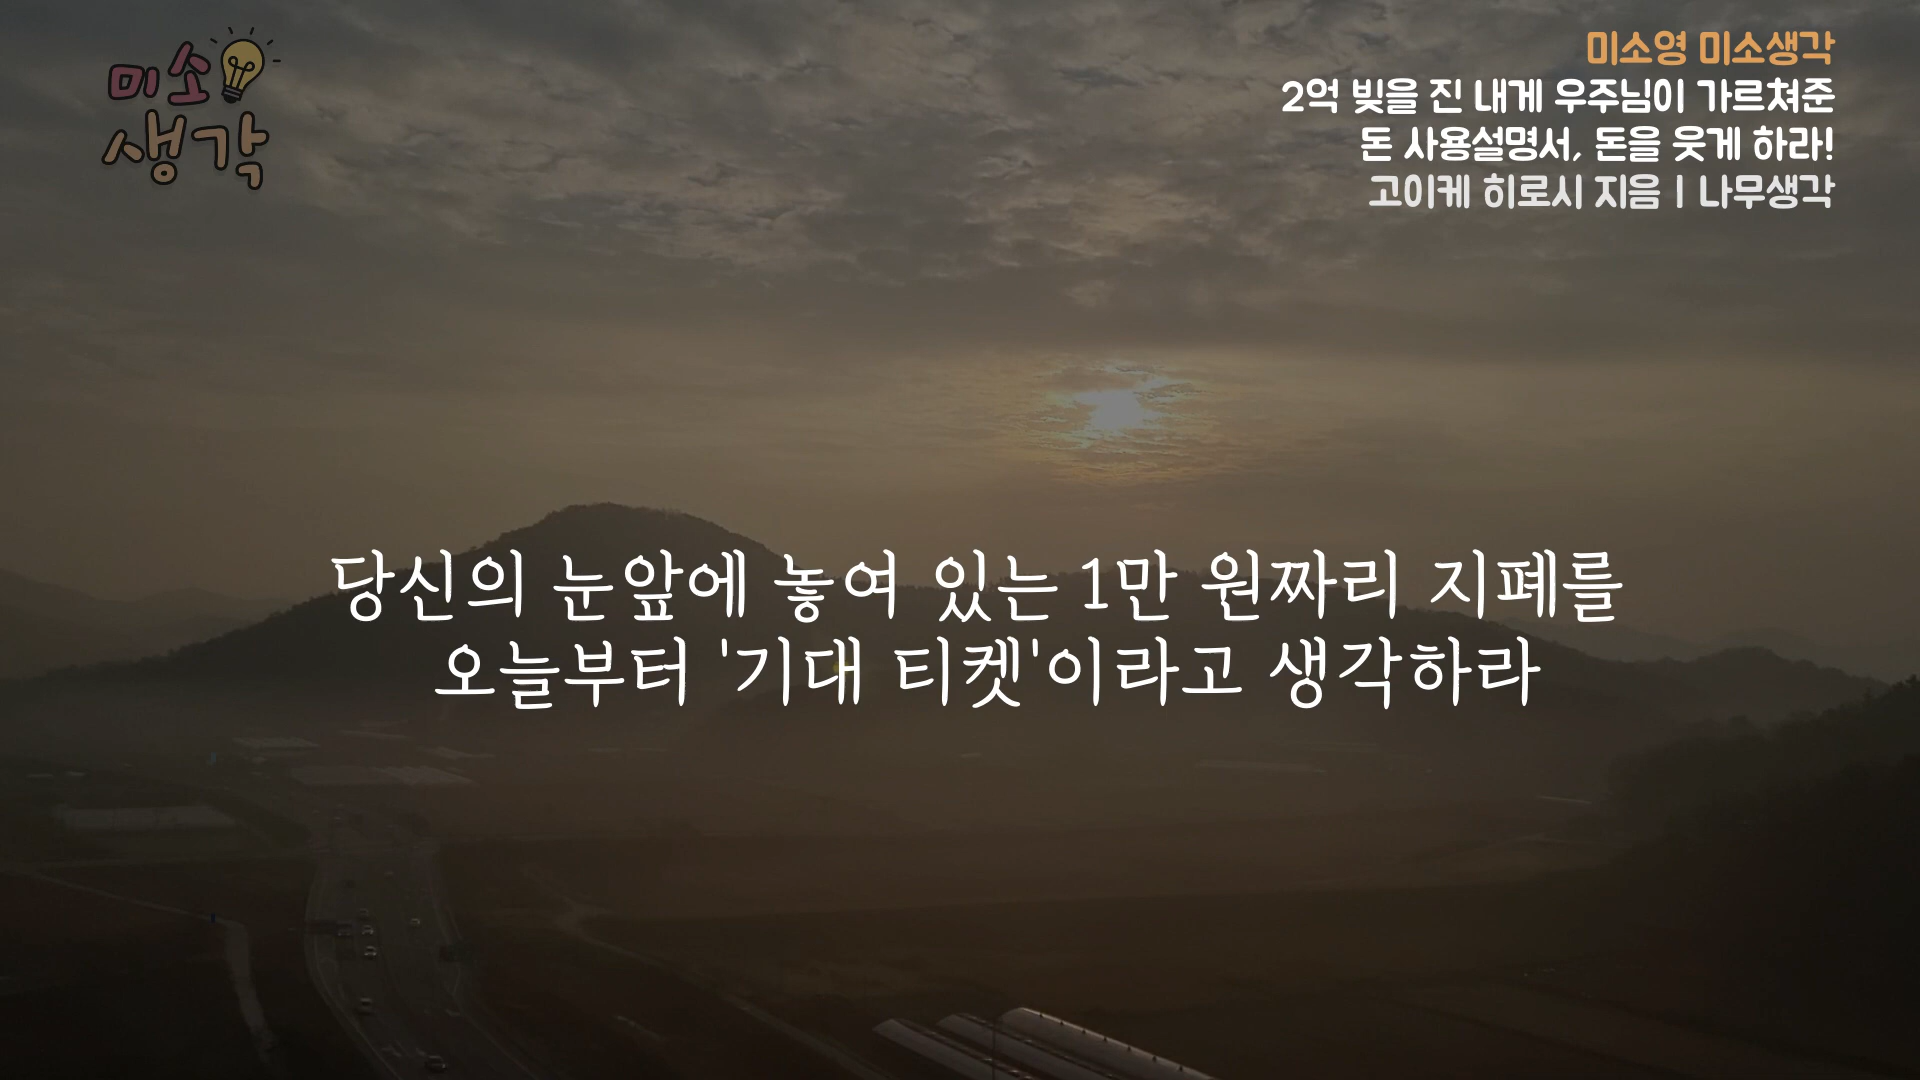 미소
생각
미소영 미소생각
2억 빚을 진 내게 우주님이 가르쳐준
돈 사용설명서, 돈을 웃게 하라!
고이케 히로시 지음 | 나무생각
당신의 눈앞에 놓여 있는 1만 원짜리 지폐를
오늘부터 '기대 티켓'이라고 생각하라